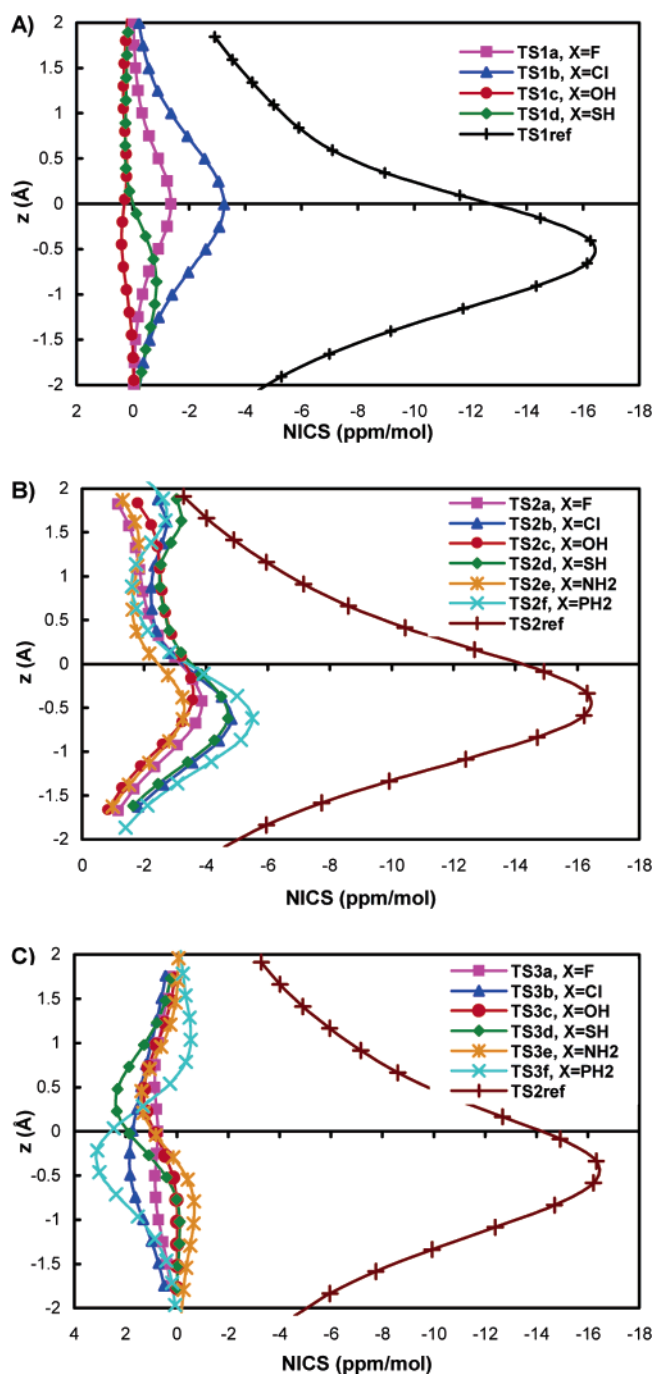 A)
2
1.5
1
0.5
0
-0.5
-1
-1.5
-2
z (Å)
TS1a, X=F
TS1b, X=Cl
TS1c, X=OH
TS1d, X=SH
TS1ref
2 0 -2 -4 -6 -8 -10 -12 -14 -16 -18
NICS (ppm/mol)
B)
2
1.5
1
0.5
0
-0.5
-1
-1.5
-2
z (Å)
TS2a, X=F
TS2b, X=Cl
TS2c, X=OH
TS2d, X=SH
TS2e, X=NH2
TS2f, X=PH2
TS2ref
0 -2 -4 -6 -8 -10 -12 -14 -16 -18
NICS (ppm/mol)
C)
2
1.5
1
0.5
0
-0.5
-1
-1.5
-2
z (Å)
TS3a, X=F
TS3b, X=Cl
TS3c, X=OH
TS3d, X=SH
TS3e, X=NH2
TS3f, X=PH2
TS2ref
4 2 0 -2 -4 -6 -8 -10 -12 -14 -16 -18
NICS (ppm/mol)